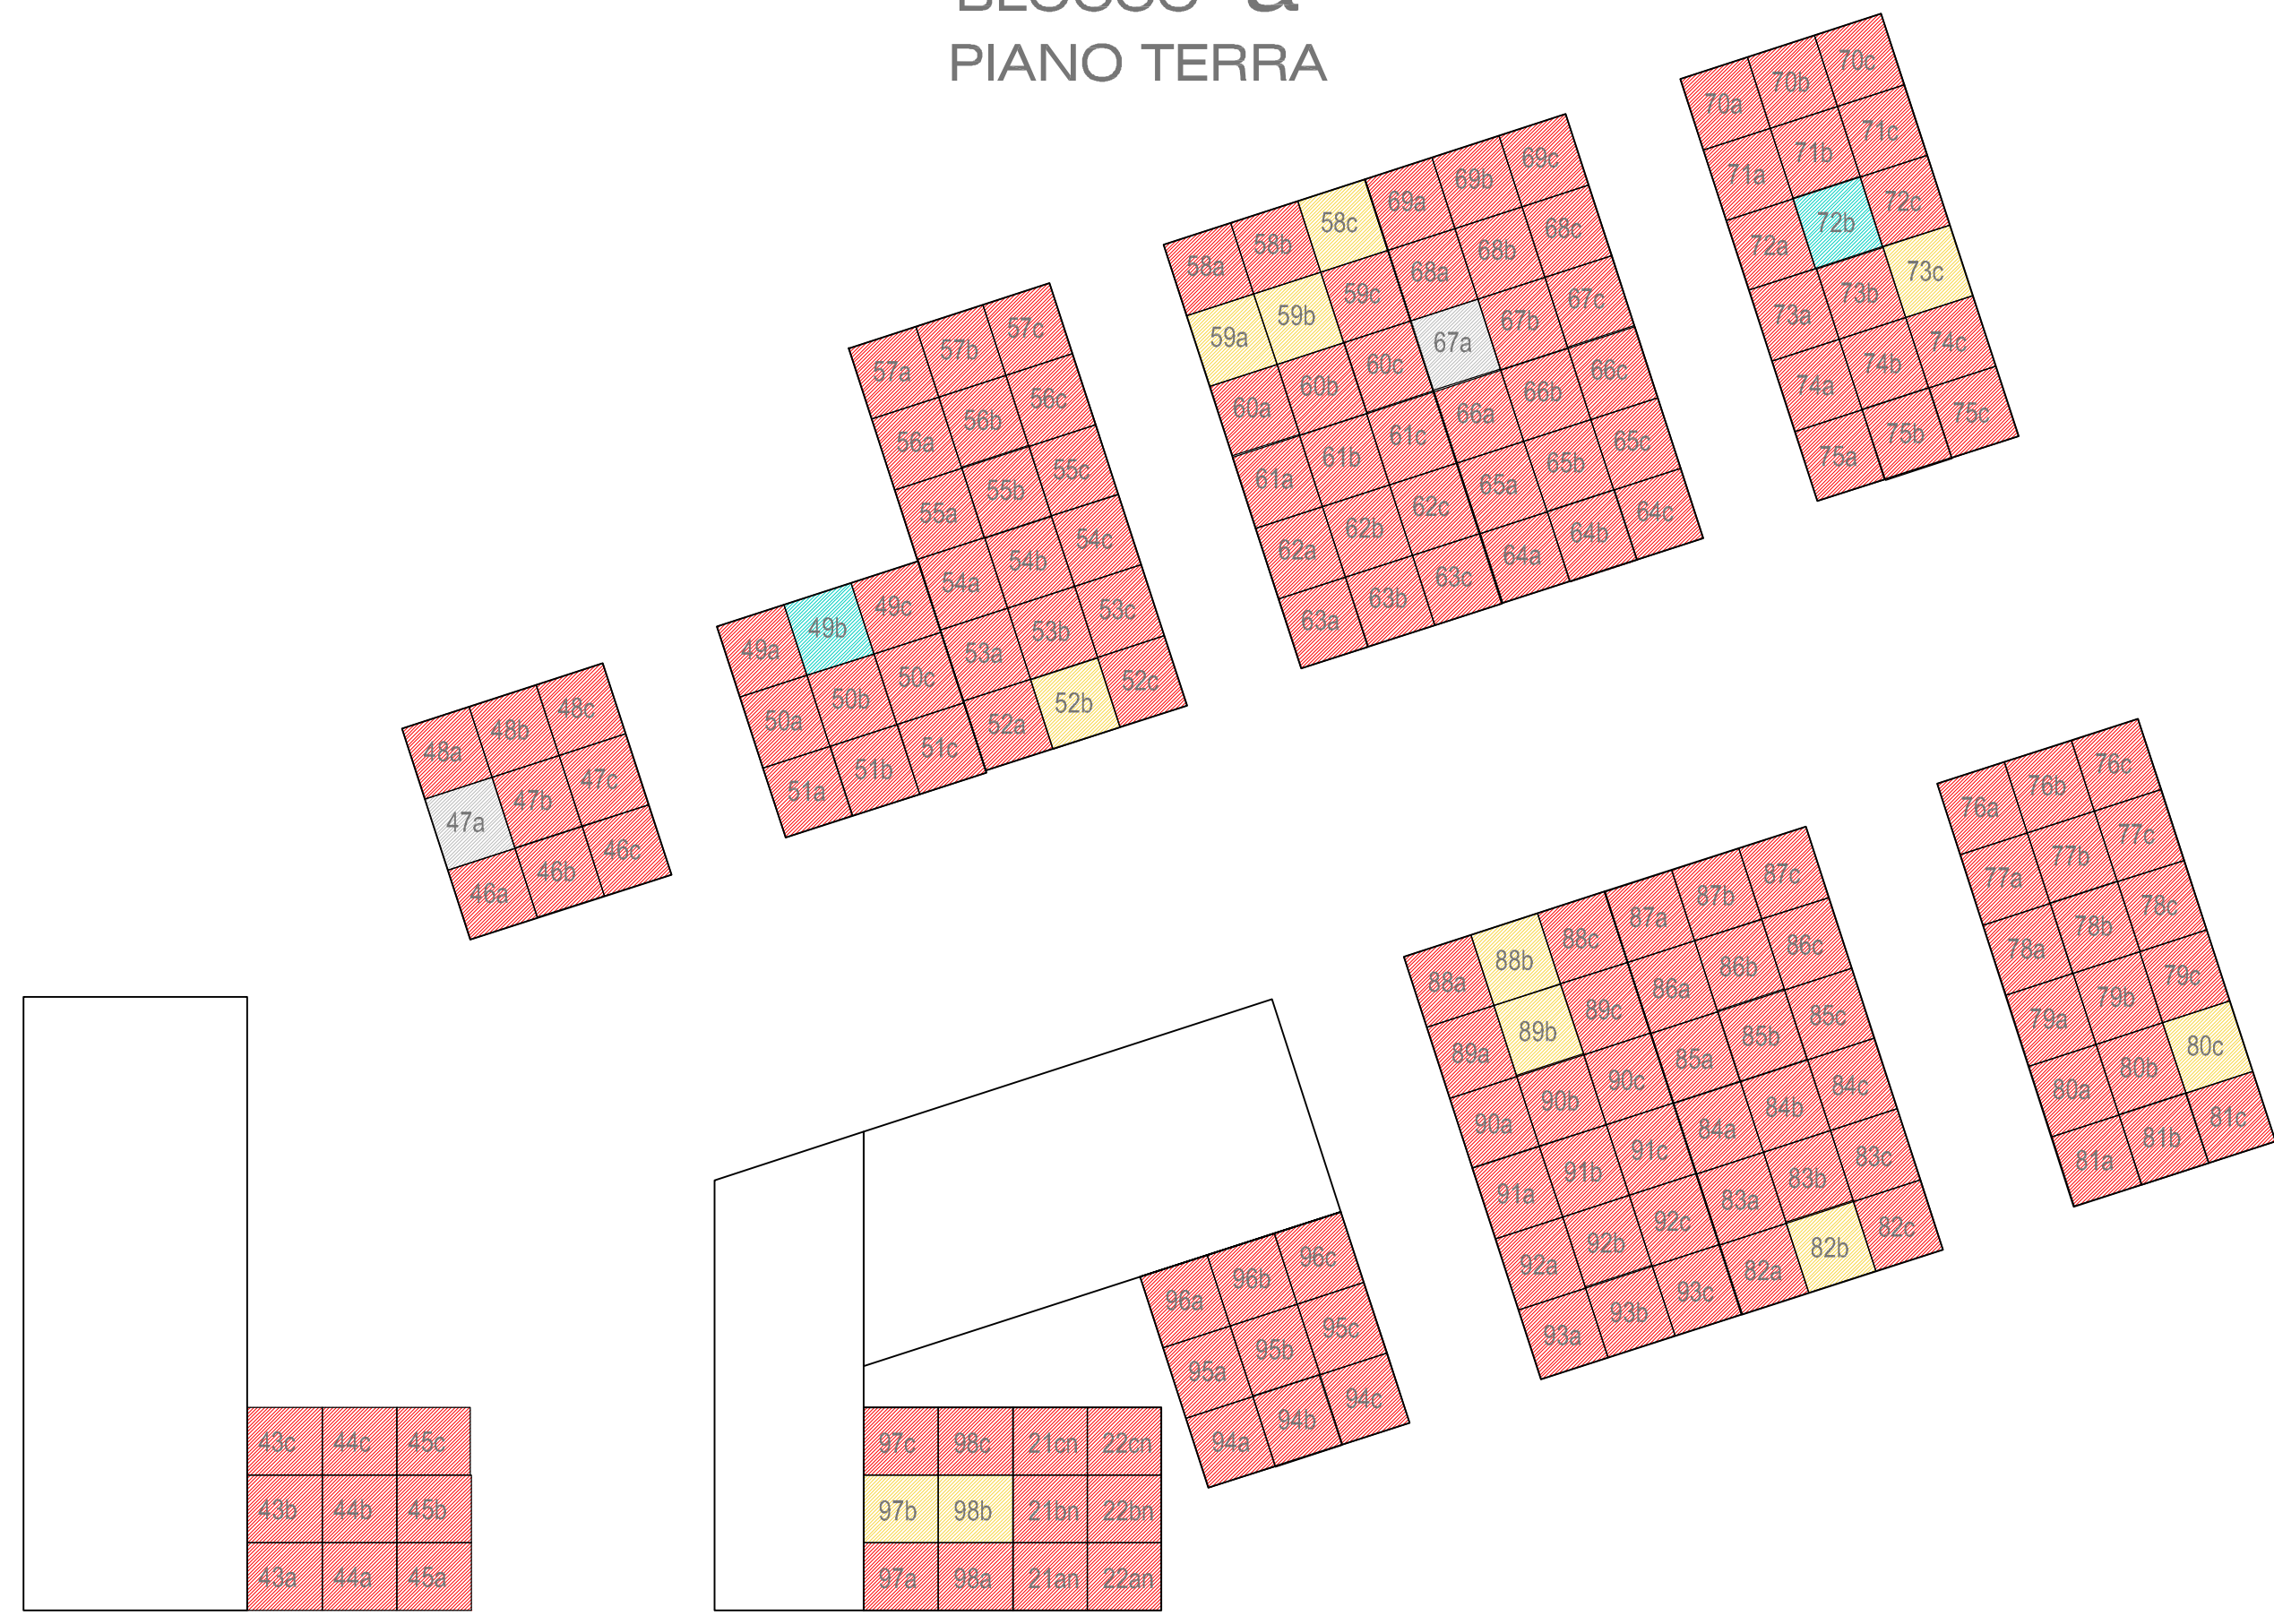 BLOCCO a
PIANO TERRA
70a 70b 70c
71a 71b 71c
72a 72b 72c
73a 73b 73c
74a 74b 74c
75a 75b 75c
58a 58b 58c 69a 69b 69c
59a 59b 59c 68a 68b 68c
60a 60b 60c 67a 67b 67c
61a 61b 61c 66a 66b 66c
62a 62b 62c 65a 65b 65c
63a 63b 63c 64a 64b 64c
57a 57b 57c
56a 56b 56c
55a 55b 55c
49a 49b 49c 54a 54b 54c
50a 50b 50c 53a 53b 53c
51a 51b 51c 52a 52b 52c
48a 48b 48c
47a 47b 47c
46a 46b 46c
76a 76b 76c
77a 77b 77c
78a 78b 78c
79a 79b 79c
80a 80b 80c
81a 81b 81c
88a 88b 88c 87a 87b 87c
89a 89b 89c 86a 86b 86c
90a 90b 90c 85a 85b 85c
91a 91b 91c 84a 84b 84c
92a 92b 92c 83a 83b 83c
93a 93b 93c 82a 82b 82c
96a 96b 96c
95a 95b 95c
94a 94b 94c
43c 44c 45c
43b 44b 45b
43a 44a 45a
97c 98c 21cn 22cn
97b 98b 21bn 22bn
97a 98a 21an 22an